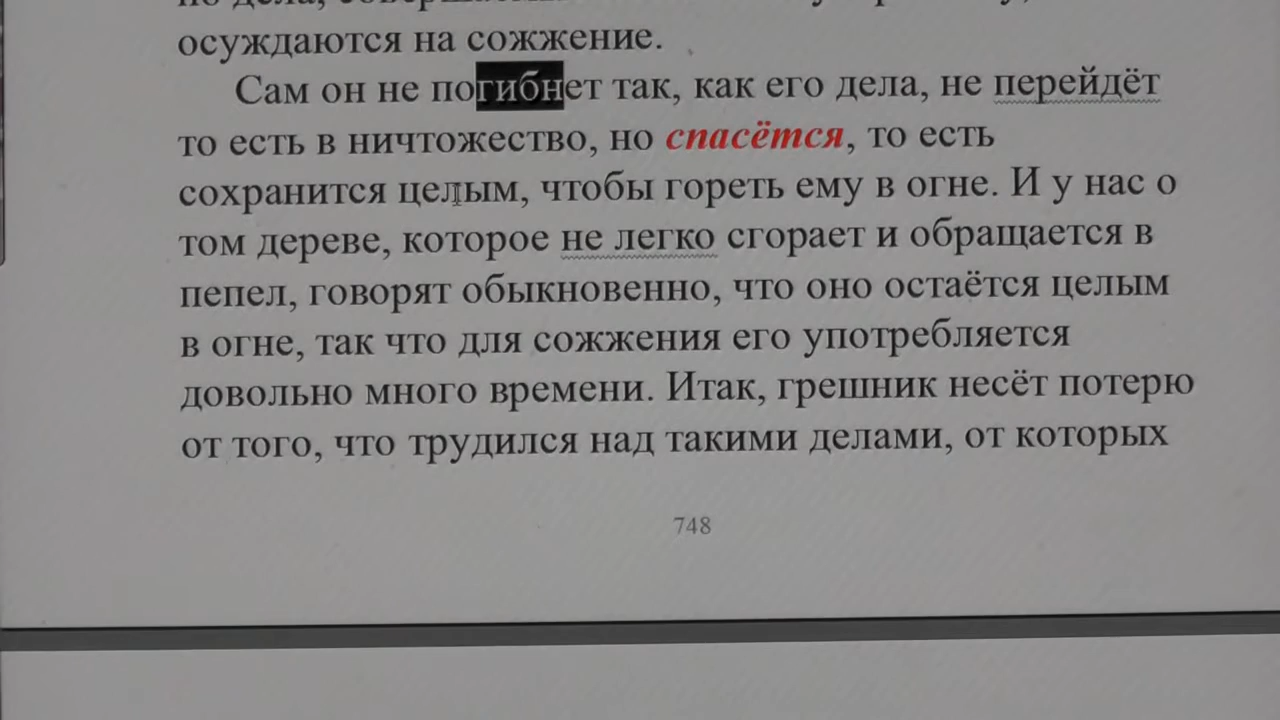 осуждаются на сожжение.
Сам он не погибнет так, как его дела, не перейдёт
то есть в ничтожество, но спасётся, то есть
сохранится целым, чтобы гореть ему в огне. И у нас о
том дереве, которое не легко сгорает и обращается в
пепел, говорят обыкновенно, что оно остаётся целым
в огне, так что для сожжения его употребляется
довольно много времени. Итак, грешник несёт потерю
от того, что трудился над такими делами, от которых
748